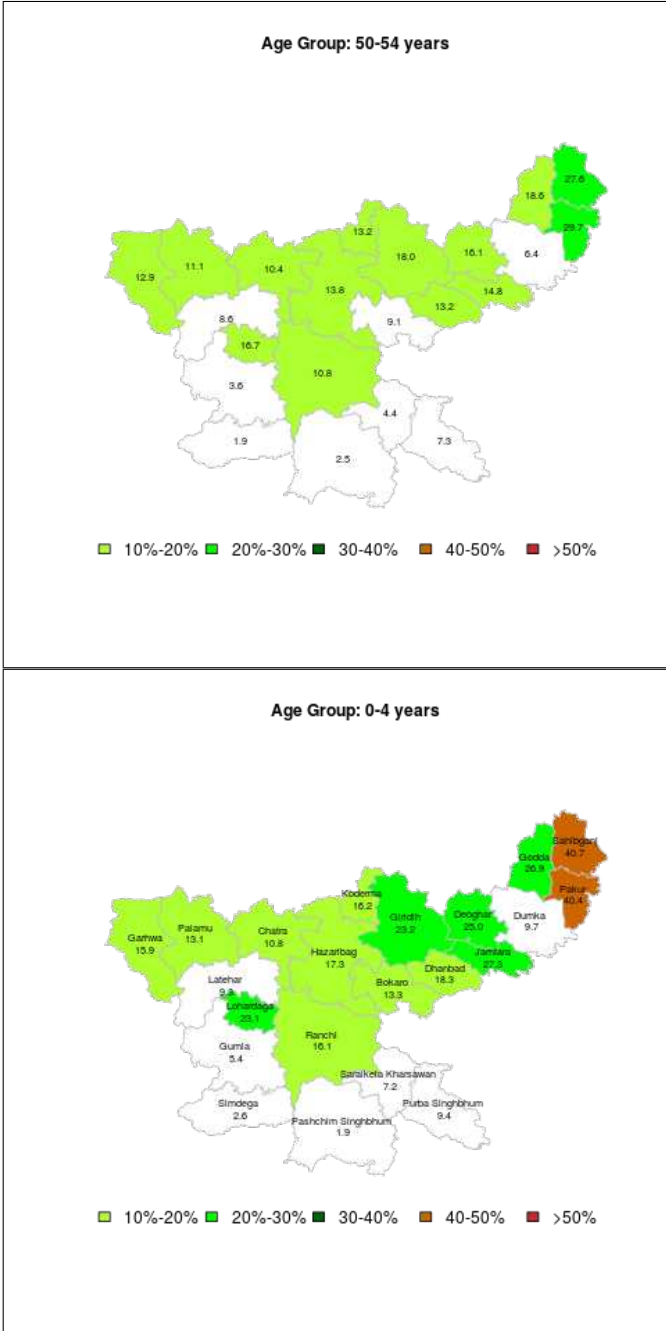 Age Group: 50-54 years
27.6
18.6
29.7
13.2
18.0
16.1
6.4
11.1
10.4
12.9
13.8
14.8
13.2
8.6
9.1
16.7
10.8
3.6
4.4
1.9
7.3
2.5
10%-20% 20%-30% 30-40% 40-50% >50%
Age Group: 0-4 years
Sahibganj
40.7
Godda
26.9
Pakur
40.4
Koderma
16.2
Giridih
23.2
Deoghar
25.0
Dumka
9.7
Palamu
13.1
Chatra
10.8
Garhwa
15.9
Hazaribag
17.3
Jamtara
27.3
Dhanbad
18.3
Latehar
9.3
Bokaro
13.3
Lohardaga
23.1
Ranchi
16.1
Gumla
5.4
Saraikela Kharsawan
7.2
Simdega
2.6
Purba Singhbhum
9.4
Pashchim Singhbhum
1.9
10%-20% 20%-30% 30-40% 40-50% >50%